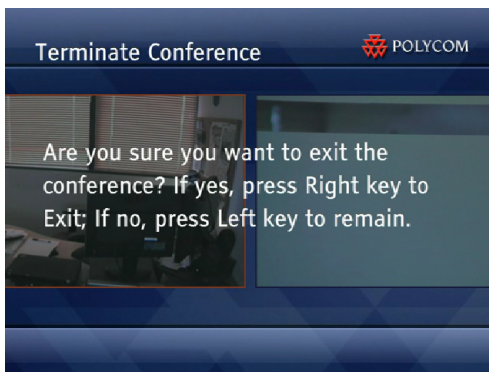 Terminate Conference
POLYCOM
Are you sure you want to exit the
conference? If yes, press Right key to
Exit; If no, press Left key to remain.